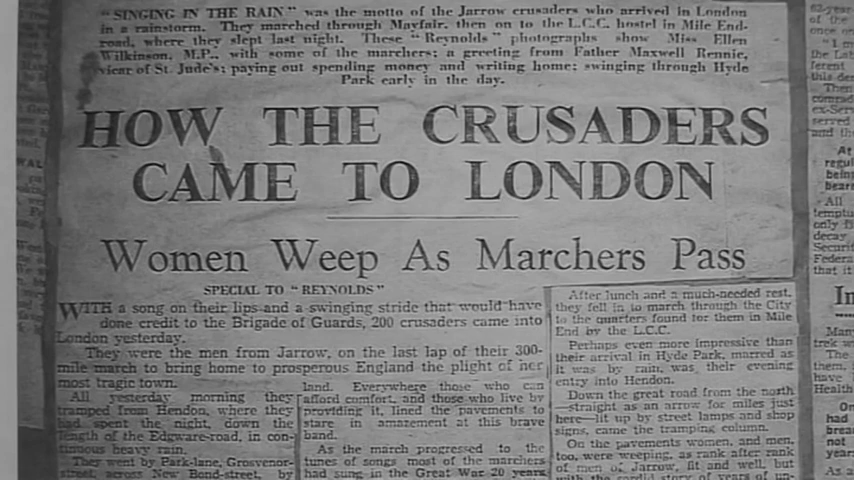 "SINGING IN THE RAIN" was the motto of the Jarrow crusaders who arrived in London
in a rainstorm. They marched through Mayfair, then on to the L.C.C. hostel in Mile End-
road, where they slept last night. These "Reynolds" photographs show Miss Ellen
Wilkinson, M.P., with some of the marchers; a greeting from Father Maxwell Rennie,
vicar of St. Jude's; paying out spending money and writing home; swinging through Hyde
Park early in the day.
HOW THE CRUSADERS
CAME TO LONDON
Women Weep As Marchers Pass
SPECIAL TO "REYNOLDS"
WITH a song on their lips and a swinging stride that would have
done credit to the Brigade of Guards, 200 crusaders came into
London yesterday.
They were the men from Jarrow, on the last lap of their 300-
mile march to bring home to prosperous England the plight of her
most tragic town.
All yesterday morning they
tramped from Hendon, where they
had spent the night, down the
length of the Edgware-road, in con-
tinuous heavy rain.
They went by Park-lane, Grosvenor-
street, across New Bond-street, by
land. Everywhere those who can
afford comfort, and those who live by
providing it, lined the pavements to
stare in amazement at this brave
band.
As the march progressed to the
tunes of songs most of the marchers
had sung in the Great War 20 years
After lunch and a much-needed rest,
they fell in to march through the City
to the quarters found for them in Mile
End by the L.C.C.
Perhaps even more impressive than
their arrival in Hyde Park, marred as
it was by rain, was their evening
entry into Hendon.
Down the great road from the north
—straight as an arrow for miles just
here—lit up by street lamps and shop
signs, came the tramping column.
On the pavements women, and men,
too, were weeping, as rank after rank
of men of Jarrow, fit and well, but
with the sordid story of years of un-